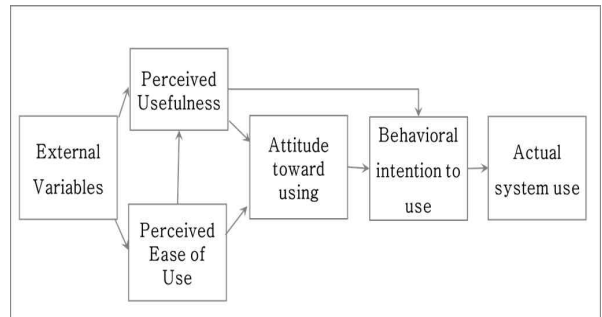 Perceived
Usefulness
External
Variables
Perceived
Ease of
Use
Attitude
toward
using
Behavioral
intention to
use
Actual
system use